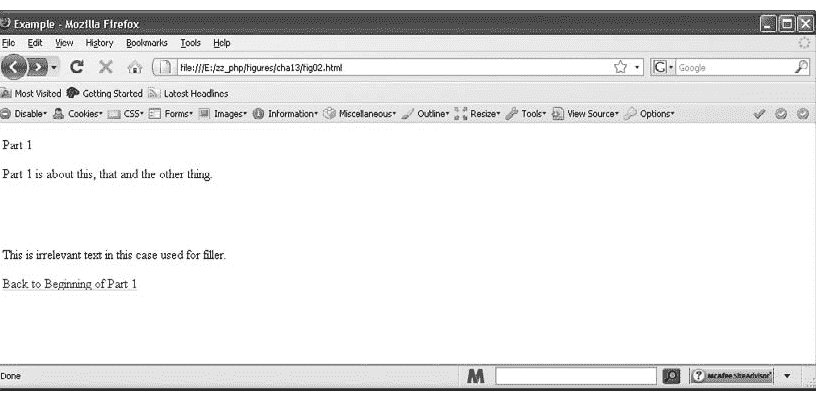 Example - Mozilla Firefox
File Edit View History Bookmarks Tools Help
file:///E:/zz_php/figures/cha13/fig02.html G Google
Most Visited Getting Started Latest Headlines
Disable Cookies CSS Forms Images Information Miscellaneous Outline Resize Tools View Source Options
Part 1
Part 1 is about this, that and the other thing.
This is irrelevant text in this case used for filler.
Back to Beginning of Part 1
Done M McAfee SiteAdvisor